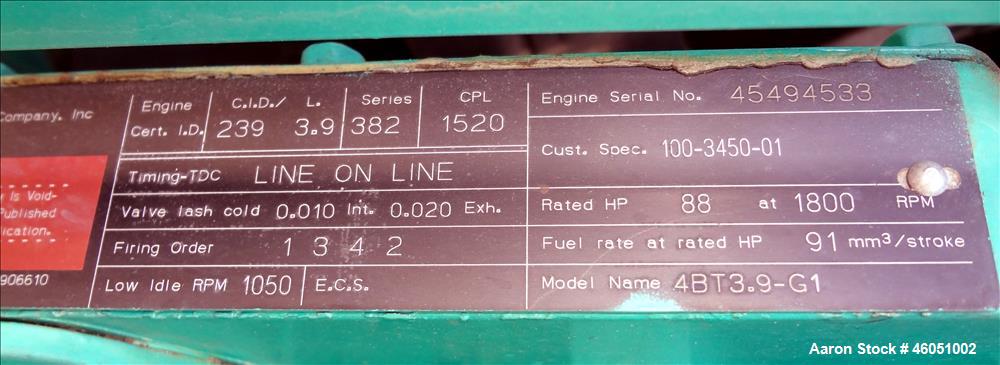 Company, Inc
r Is Void-
Published
ication.
906610
Engine
Cert. I.D.
C.I.D./ L.
239 3.9
Series
382
CPL
1520
Timing-TDC LINE ON LINE
Valve lash cold 0.010 Int. 0.020 Exh.
Firing Order 1 3 4 2
Low Idle RPM 1050 E.C.S.
Engine Serial No. 45494533
Cust. Spec. 100-3450-01
Rated HP 88 at 1800 RPM
Fuel rate at rated HP 91 mm³/stroke
Model Name 4BT3.9-G1
Aaron Stock # 46051002